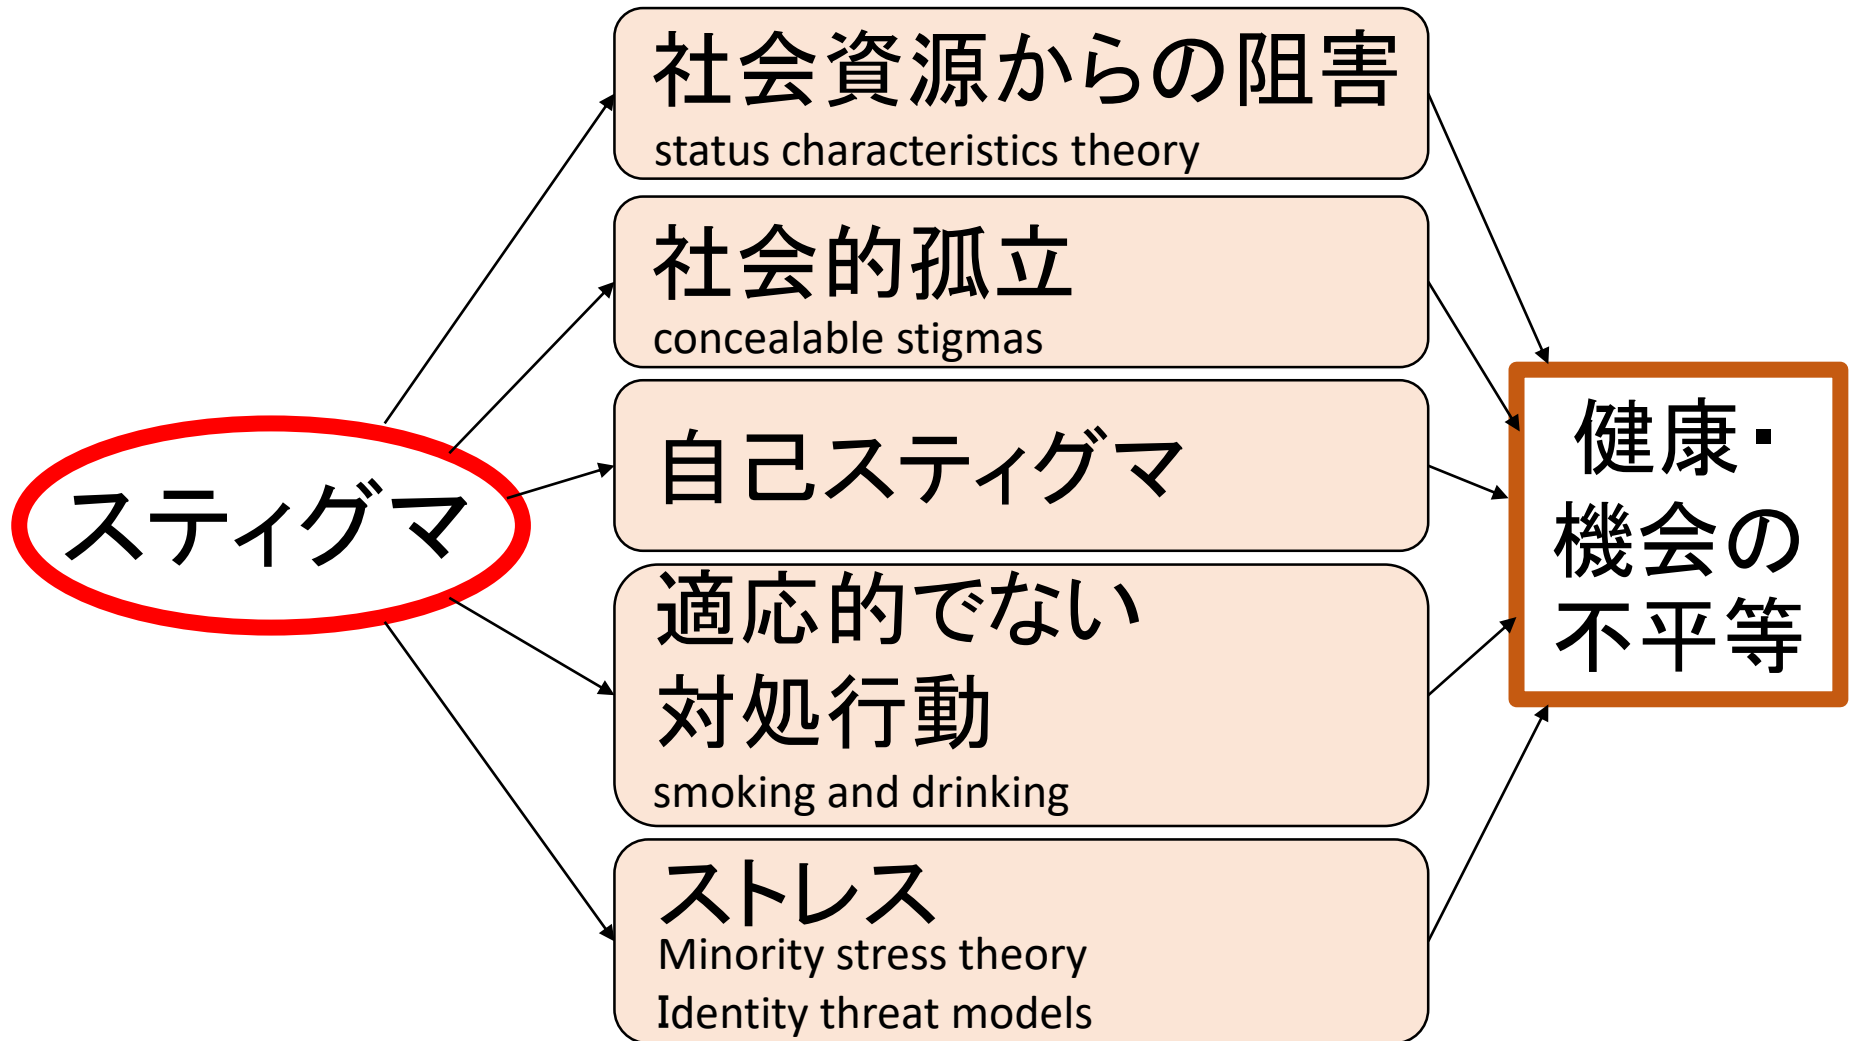 社会資源からの阻害
status characteristics theory
社会的孤立
concealable stigmas
スティグマ
自己スティグマ
適応的でない
対処行動
smoking and drinking
ストレス
Minority stress theory
Identity threat models
健康・
機会の
不平等